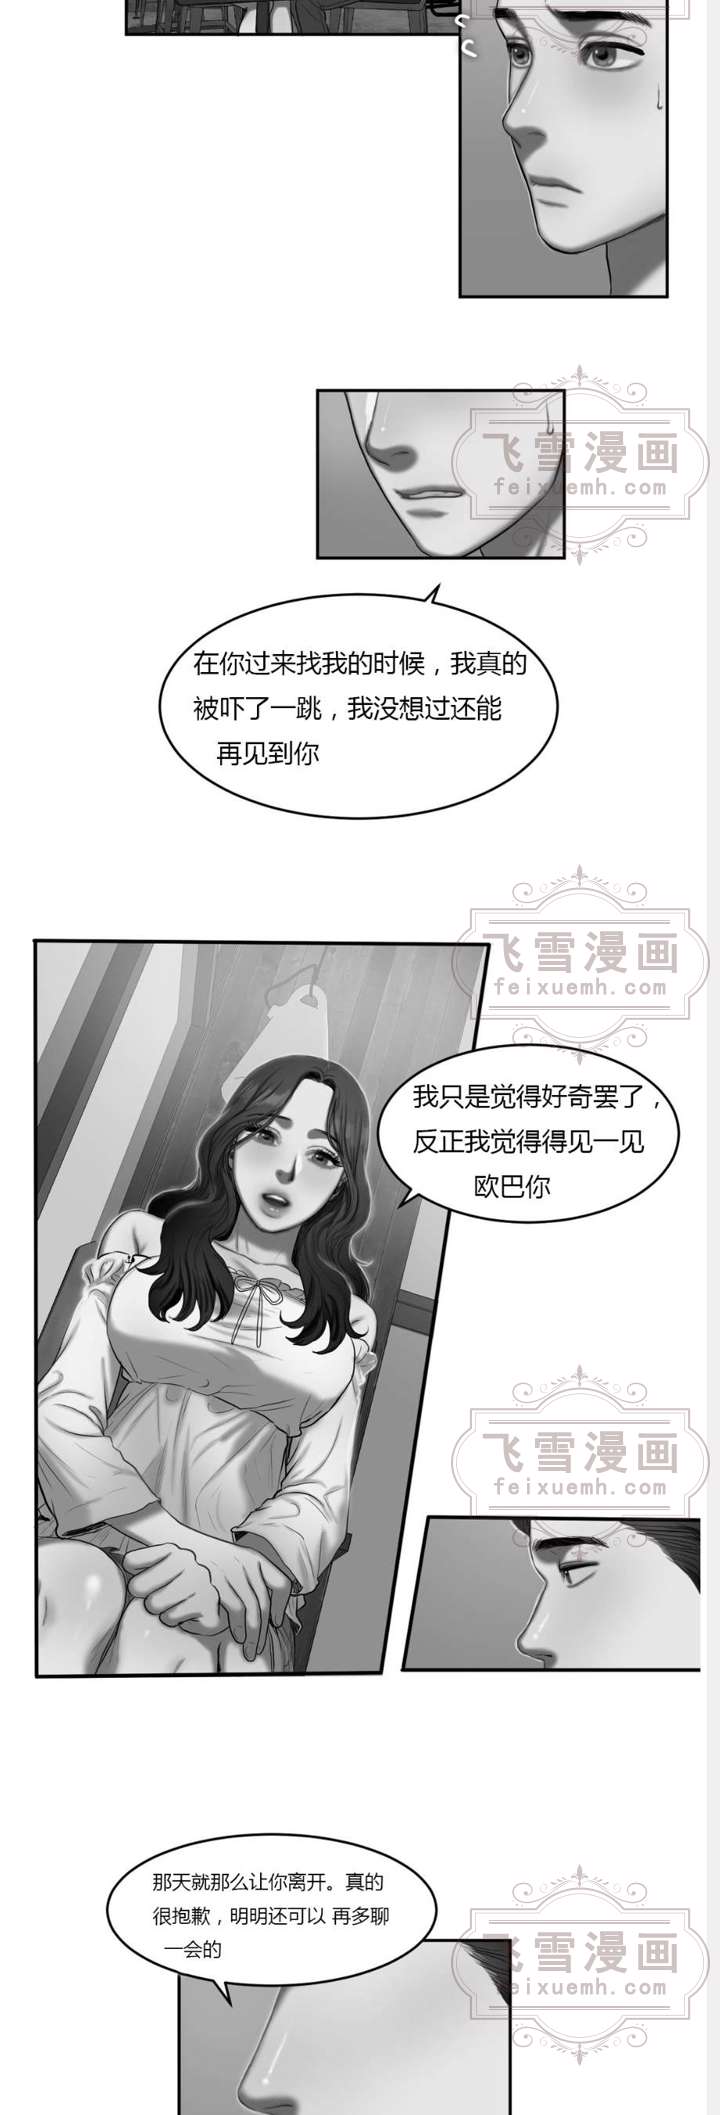 飞雪漫画
feixuemh.com
在你过来找我的时候，我真的
被吓了一跳，我没想过还能
再见到你
飞雪漫画
feixuemh.com
我只是觉得好奇罢了，
反正我觉得得见一见
欧巴你
飞雪漫画
feixuemh.com
那天就那么让你离开。真的
很抱歉，明明还可以 再多聊
一会的
飞雪漫画
feixuemh.com